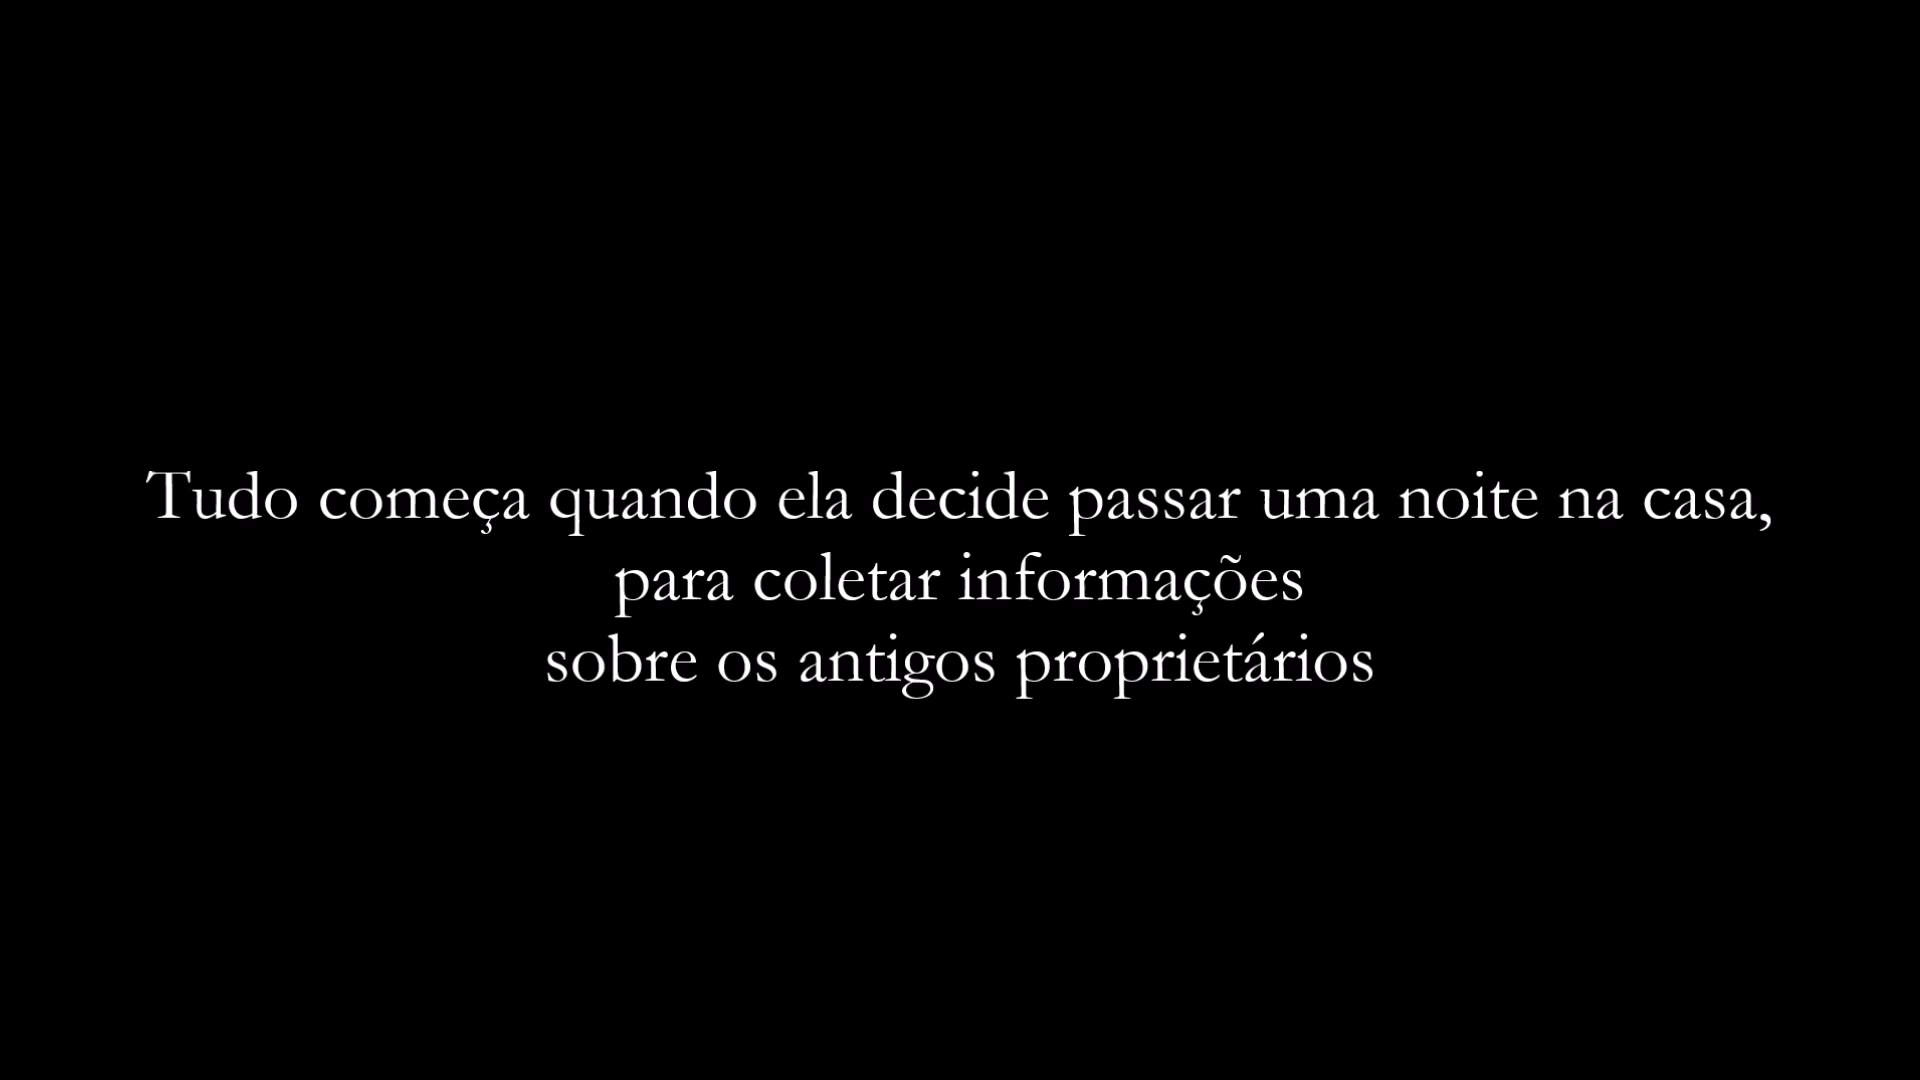 Tudo começa quando ela decide passar uma noite na casa,
para coletar informações
sobre os antigos proprietários